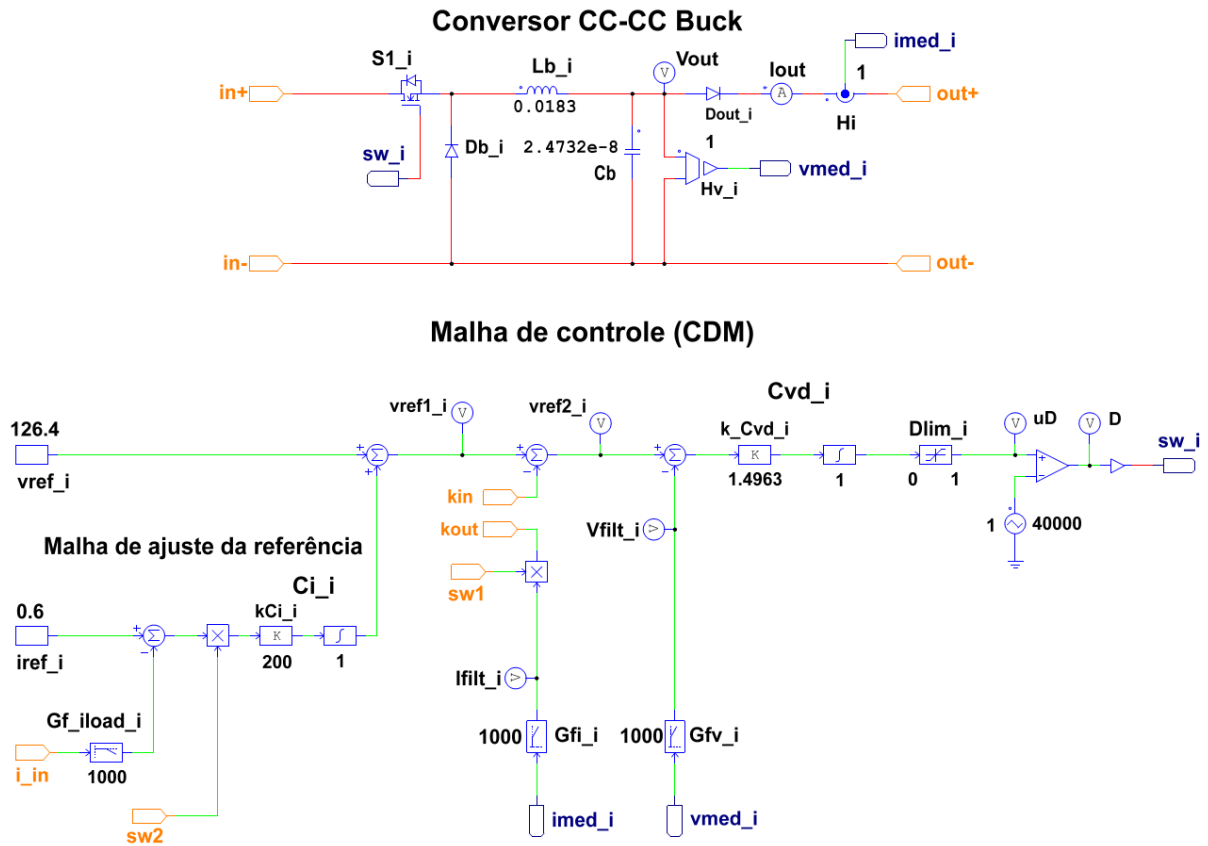 Conversor CC-CC Buck
imed_i
S1_i
Lb_i
V
Vout
Iout
1
in+
A
out+
0.0183
Dout_i
Hi
Db_i
2.4732e-8
1
sw_i
Cb
vmed_i
Hv_i
in-
out-
Malha de controle (CDM)
Cvd_i
vref1_i
V
vref2_i
V
k_Cvd_i
Dlim_i
V
uD
V
D
126.4
sw_i
+
Σ
+
+
Σ
-
+
Σ
-
K
∫
+
-
vref_i
1.4963
1
0
1
kin
kout
Vfilt_i
V
1
40000
Malha de ajuste da referência
Ci_i
sw1
×
0.6
kCi_i
+
Σ
-
×
K
∫
iref_i
200
1
Ifilt_i
V
Gf_iload_i
1000
Gfi_i
1000
Gfv_i
i_in
1000
sw2
imed_i
vmed_i